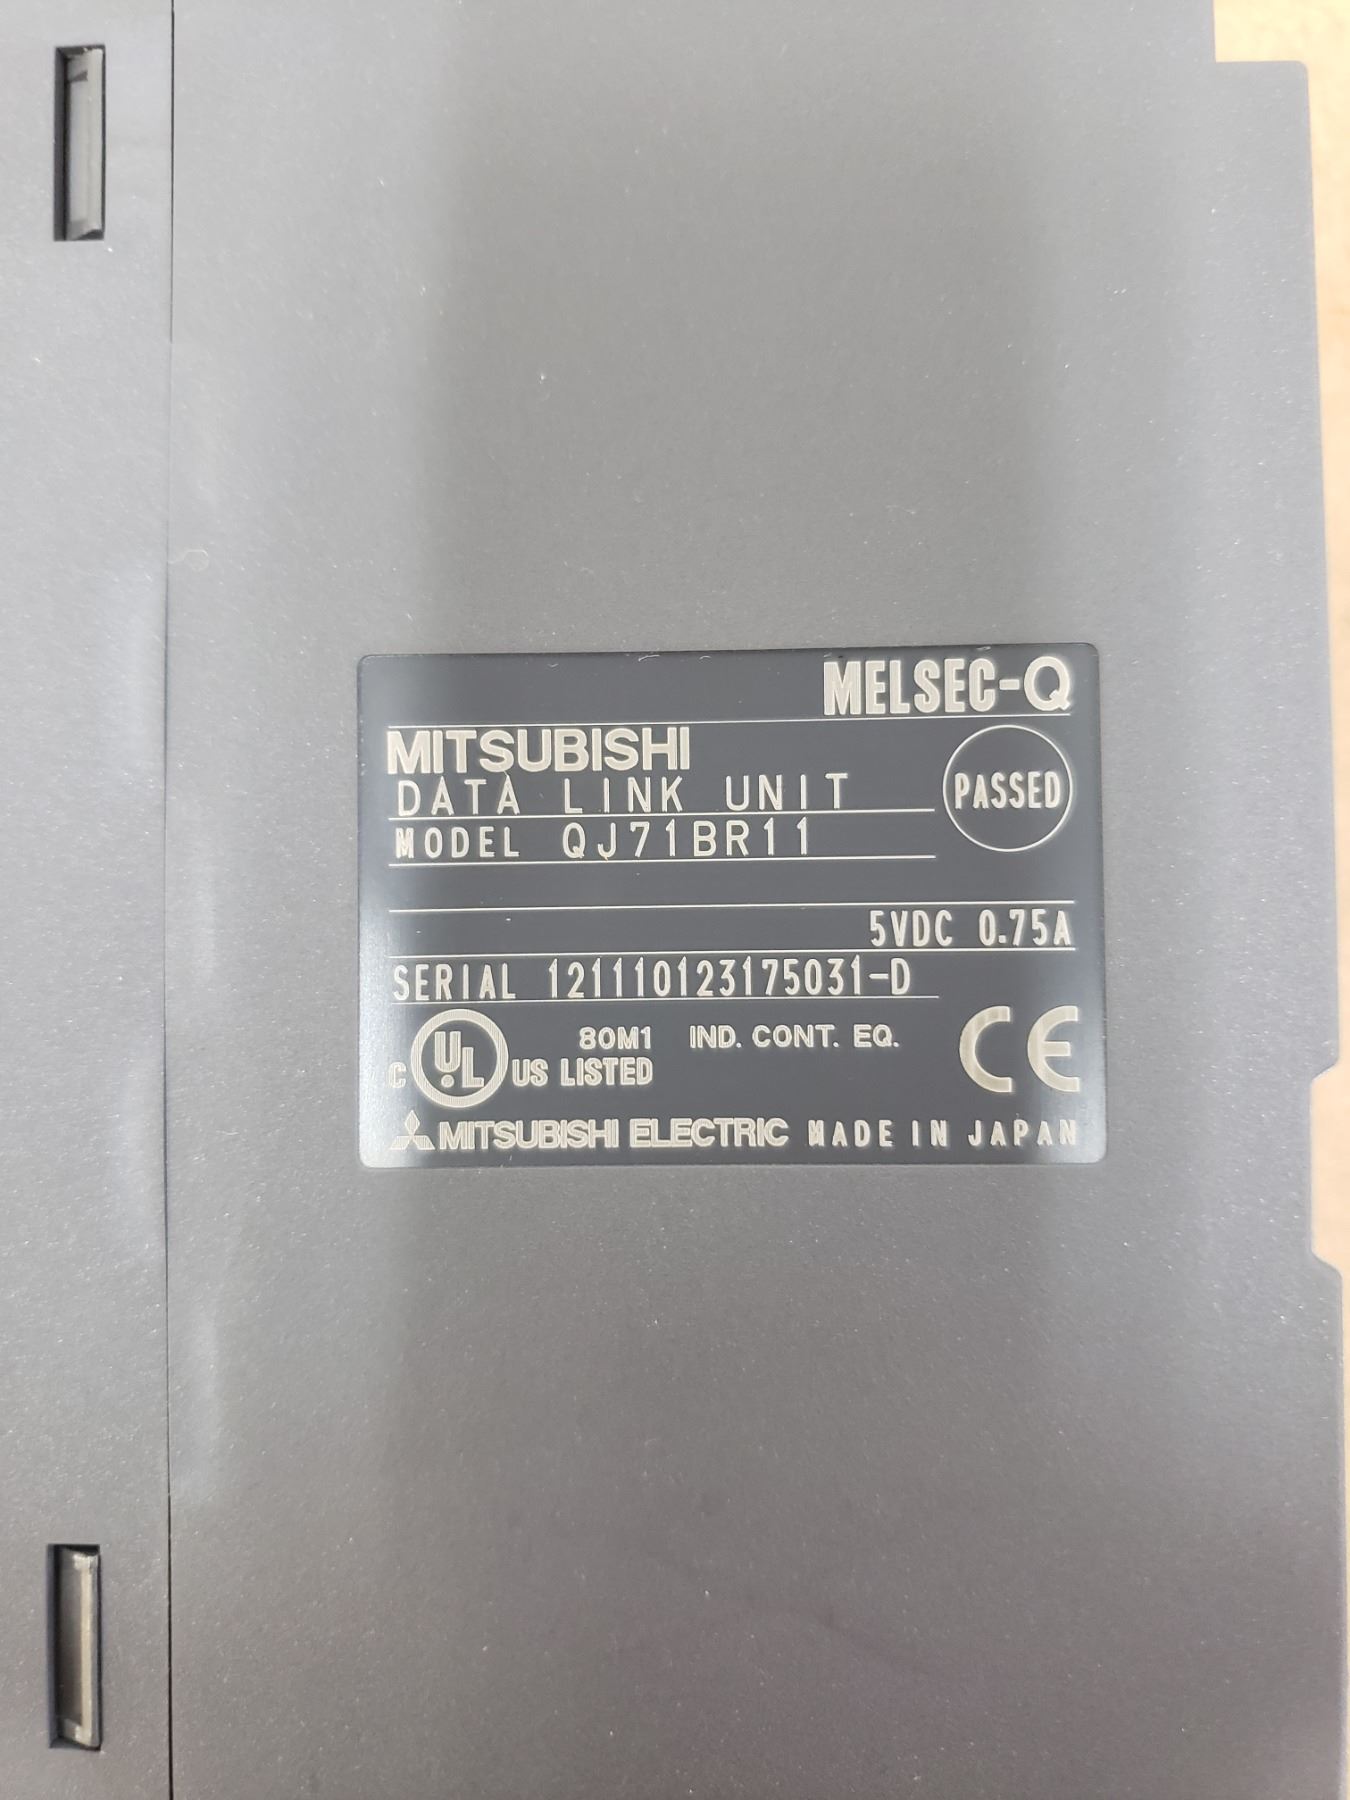 MELSEC-Q
MITSUBISHI
DATA LINK UNIT
PASSED
MODEL QJ71BR11
5VDC 0.75A
SERIAL 121110123175031-D
80M1 IND. CONT. EQ.
C UL US LISTED
CE
MITSUBISHI ELECTRIC MADE IN JAPAN